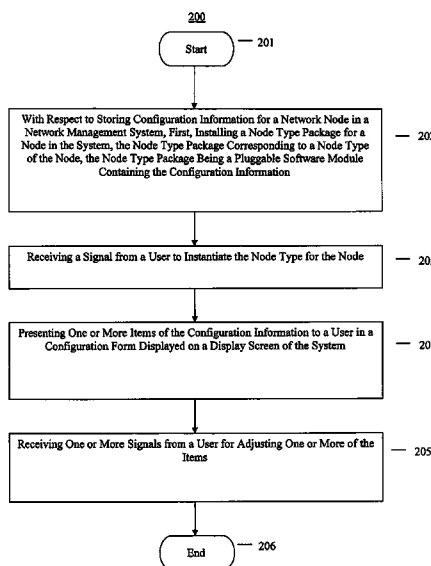 200
Start
201
With Respect to Storing Configuration Information for a Network Node in a
Network Management System, First, Installing a Node Type Package for a
Node in the System, the Node Type Package Corresponding to a Node Type
of the Node, the Node Type Package Being a Pluggable Software Module
Containing the Configuration Information
20
Receiving a Signal from a User to Instantiate the Node Type for the Node
20
Presenting One or More Items of the Configuration Information to a User in a
Configuration Form Displayed on a Display Screen of the System
20
Receiving One or More Signals from a User for Adjusting One or More of the
Items
205
End
206